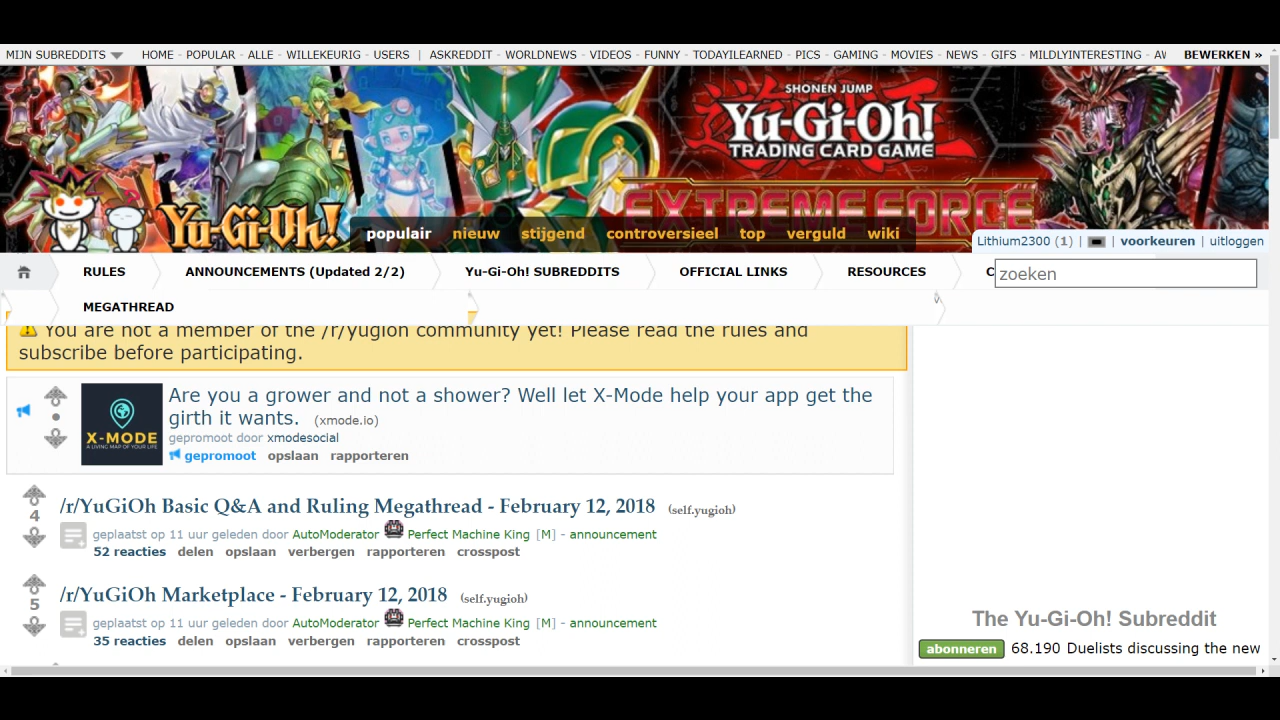 MIJN SUBREDDITS HOME - POPULAR - ALLE - WILLEKEURIG - USERS | ASKREDDIT - WORLDNEWS - VIDEOS - FUNNY - TODAYILEARNED - PICS - GAMING - MOVIES - NEWS - GIFS - MILDLYINTERESTING - AW BEWERKEN »
SHONEN JUMP
Yu-Gi-Oh!
TRADING CARD GAME
EXTREME FORCE
Yu-Gi-Oh!
populair nieuw stijgend controversieel top verguld wiki
Lithium2300 (1) | | voorkeuren | uitloggen
RULES ANNOUNCEMENTS (Updated 2/2) Yu-Gi-Oh! SUBREDDITS OFFICIAL LINKS RESOURCES C zoeken
MEGATHREAD
You are not a member of the /r/yugioh community yet! Please read the rules and
subscribe before participating.
Are you a grower and not a shower? Well let X-Mode help your app get the
girth it wants. (xmode.io)
X-MODE
A LIVING MAP OF YOUR LIFE
gepromoot door xmodesocial
gepromoot opslaan rapporteren
/r/YuGiOh Basic Q&A and Ruling Megathread - February 12, 2018 (self.yugioh)
4
geplaatst op 11 uur geleden door AutoModerator Perfect Machine King [M] - announcement
52 reacties delen opslaan verbergen rapporteren crosspost
/r/YuGiOh Marketplace - February 12, 2018 (self.yugioh)
5
geplaatst op 11 uur geleden door AutoModerator Perfect Machine King [M] - announcement
35 reacties delen opslaan verbergen rapporteren crosspost
The Yu-Gi-Oh! Subreddit
abonneren 68.190 Duelists discussing the new